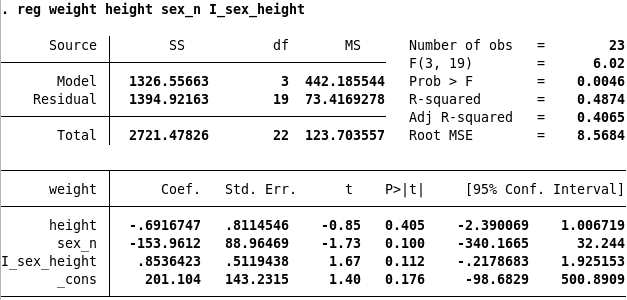 . reg weight height sex_n I_sex_height
Source SS df MS Number of obs = 23
F(3, 19) = 6.02
Model 1326.55663 3 442.185544 Prob > F = 0.0046
Residual 1394.92163 19 73.4169278 R-squared = 0.4874
Adj R-squared = 0.4065
Total 2721.47826 22 123.703557 Root MSE = 8.5684
weight Coef. Std. Err. t P>|t| [95% Conf. Interval]
height -.6916747 .8114546 -0.85 0.405 -2.390069 1.006719
sex_n -153.9612 88.96469 -1.73 0.100 -340.1665 32.244
I_sex_height .8536423 .5119438 1.67 0.112 -.2178683 1.925153
_cons 201.104 143.2315 1.40 0.176 -98.6829 500.8909